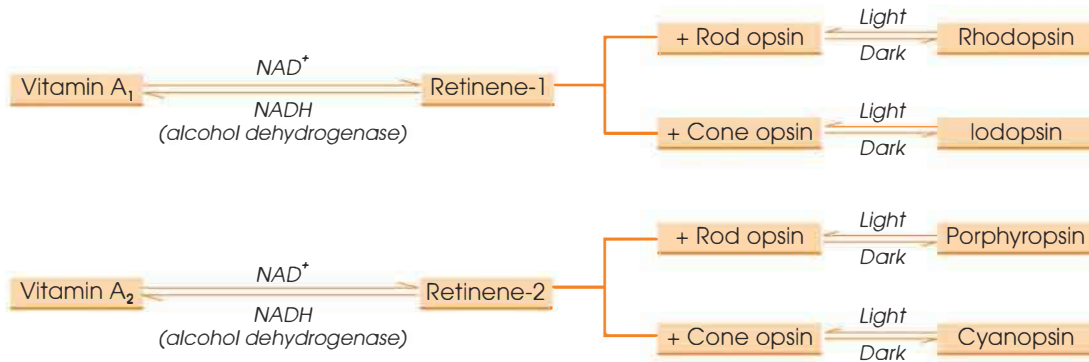 Light
+ Rod opsin Rhodopsin
Dark
NAD+
Vitamin A1 Retinene-1
NADH
(alcohol dehydrogenase)
Light
+ Cone opsin Iodopsin
Dark
Light
+ Rod opsin Porphyropsin
Dark
NAD+
Vitamin A2 Retinene-2
NADH
(alcohol dehydrogenase)
Light
+ Cone opsin Cyanopsin
Dark